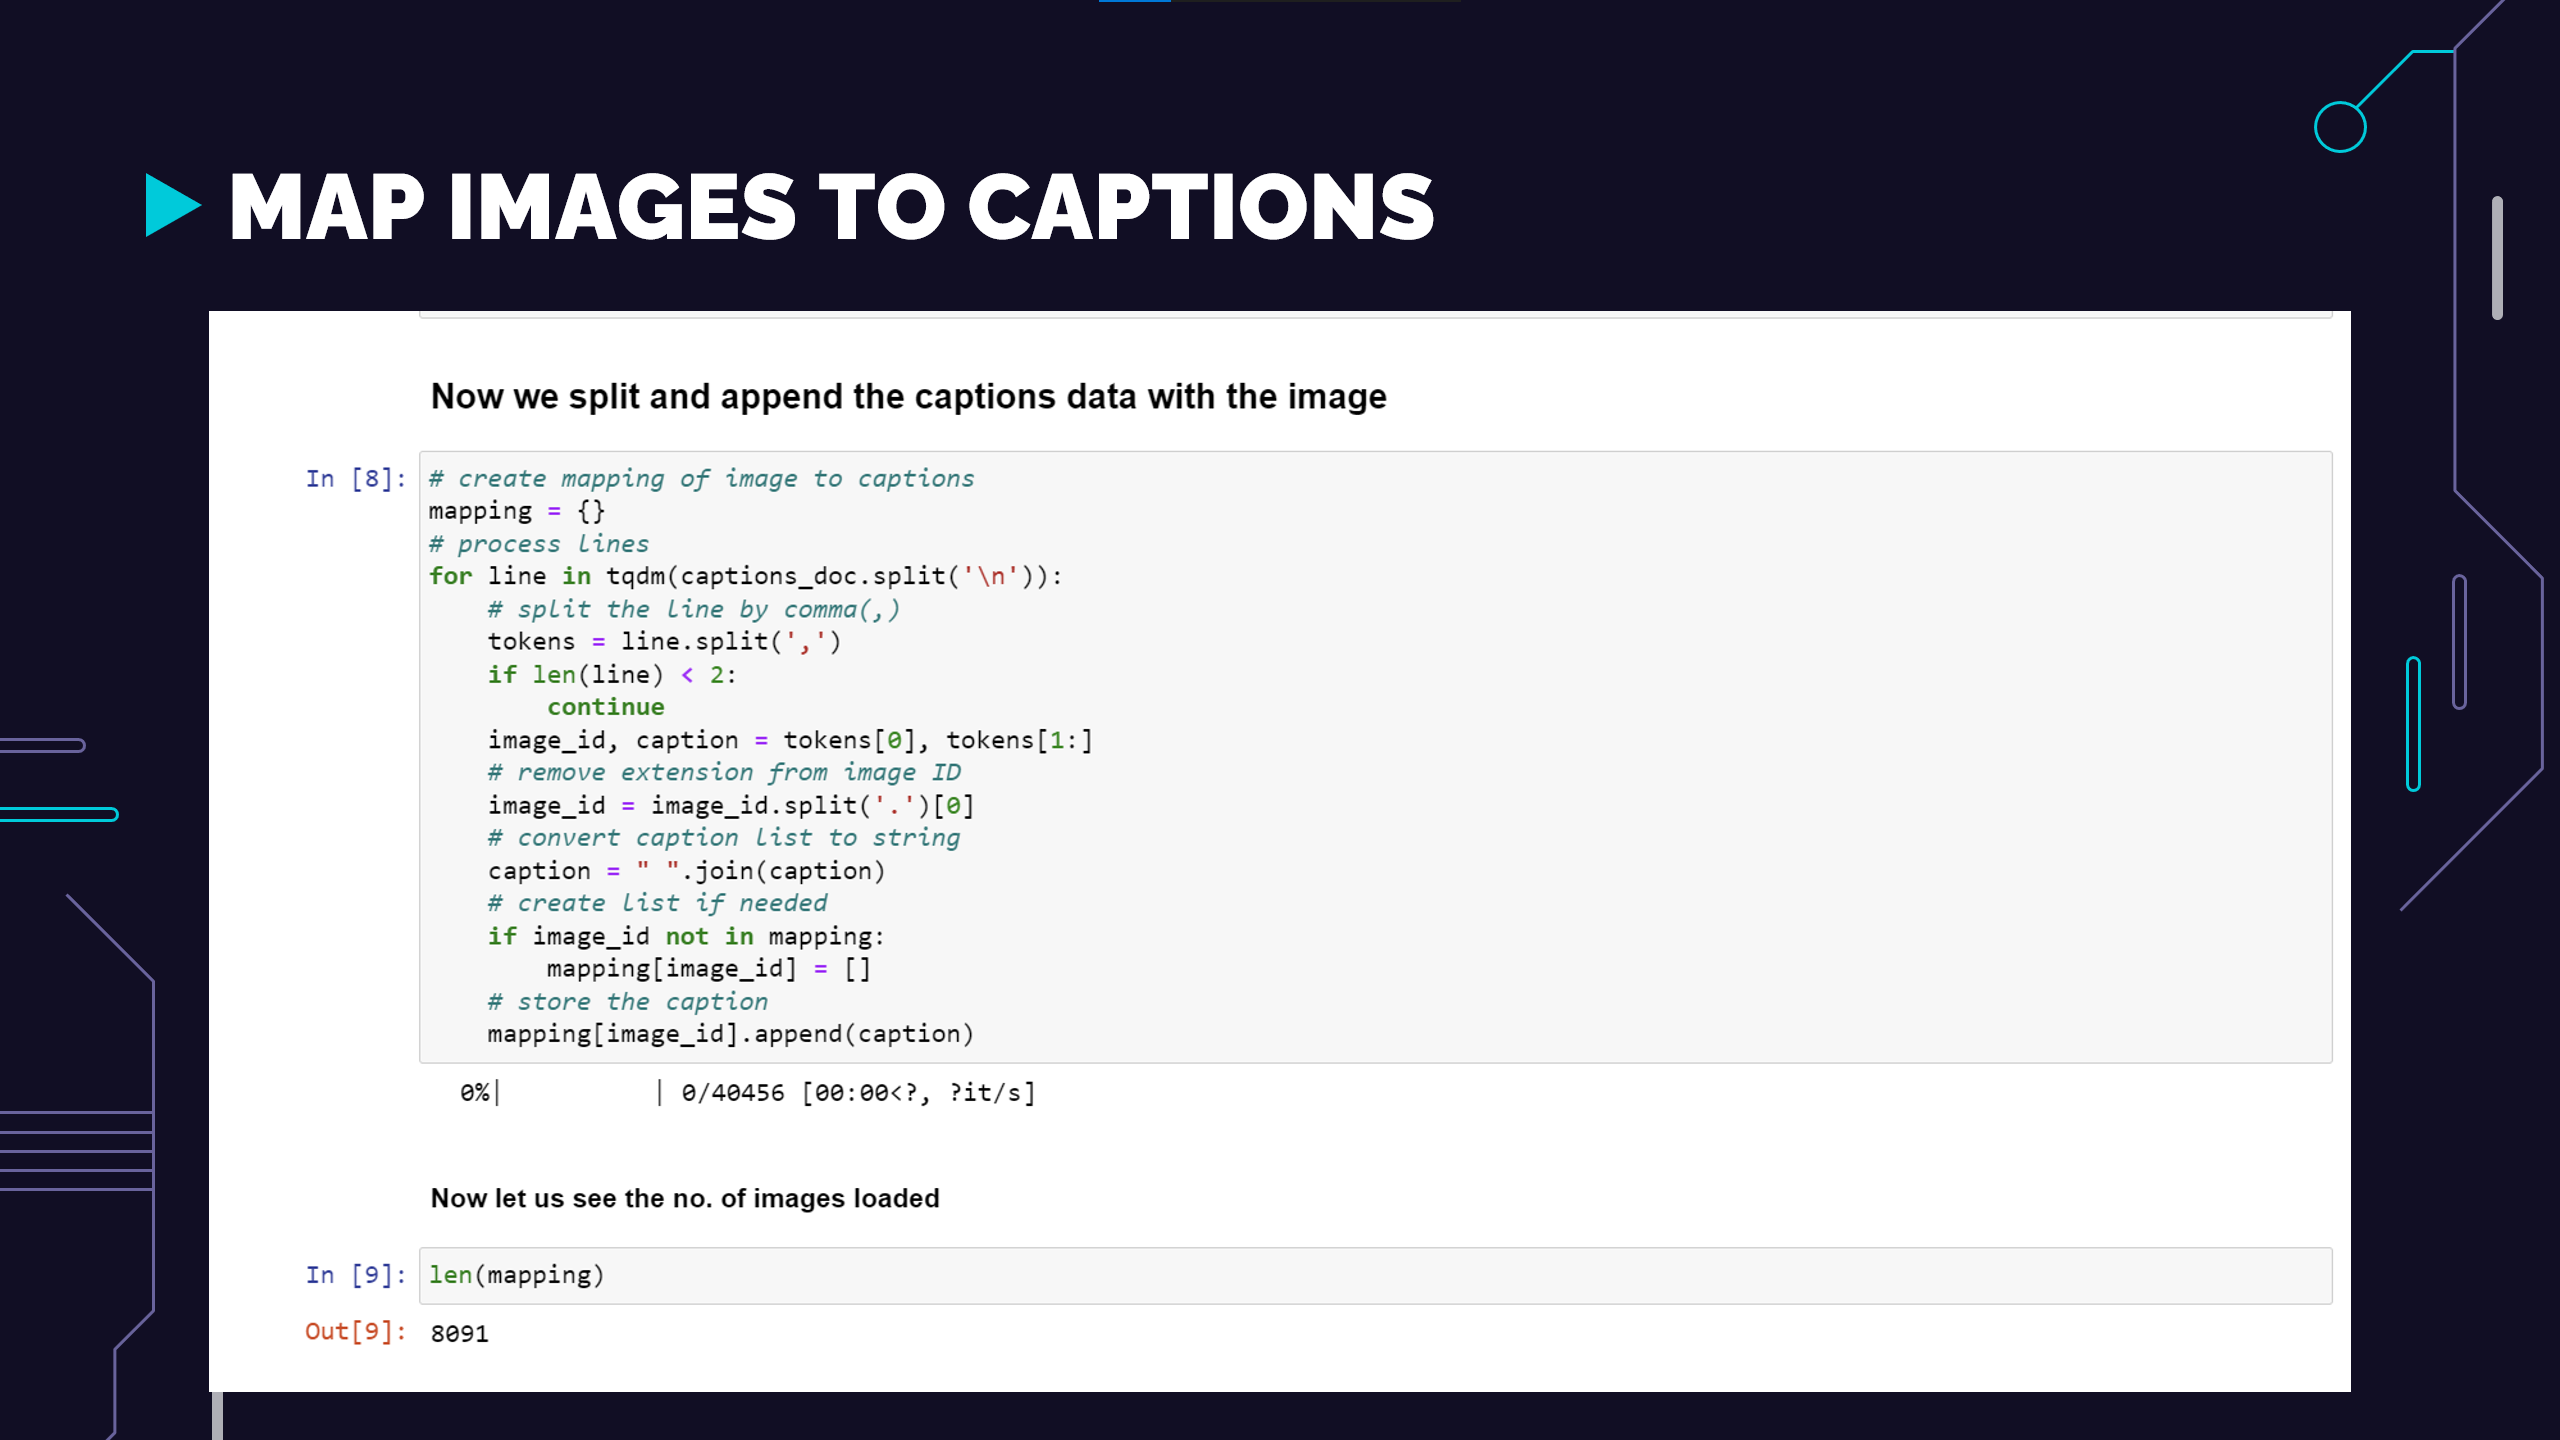 MAP IMAGES TO CAPTIONS
Now we split and append the captions data with the image
In [8]:
# create mapping of image to captions
mapping = {}
# process lines
for line in tqdm(captions_doc.split('\n')):
    # split the line by comma(,)
    tokens = line.split(',')
    if len(line) < 2:
        continue
    image_id, caption = tokens[0], tokens[1:]
    # remove extension from image ID
    image_id = image_id.split('.')[0]
    # convert caption list to string
    caption = " ".join(caption)
    # create list if needed
    if image_id not in mapping:
        mapping[image_id] = []
    # store the caption
    mapping[image_id].append(caption)
0%|          | 0/40456 [00:00<?, ?it/s]
Now let us see the no. of images loaded
In [9]: len(mapping)
Out[9]: 8091